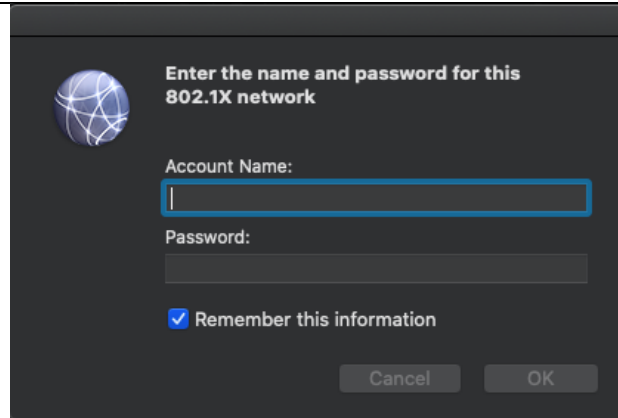 Enter the name and password for this
802.1X network
Account Name:
Password:
Remember this information
Cancel OK